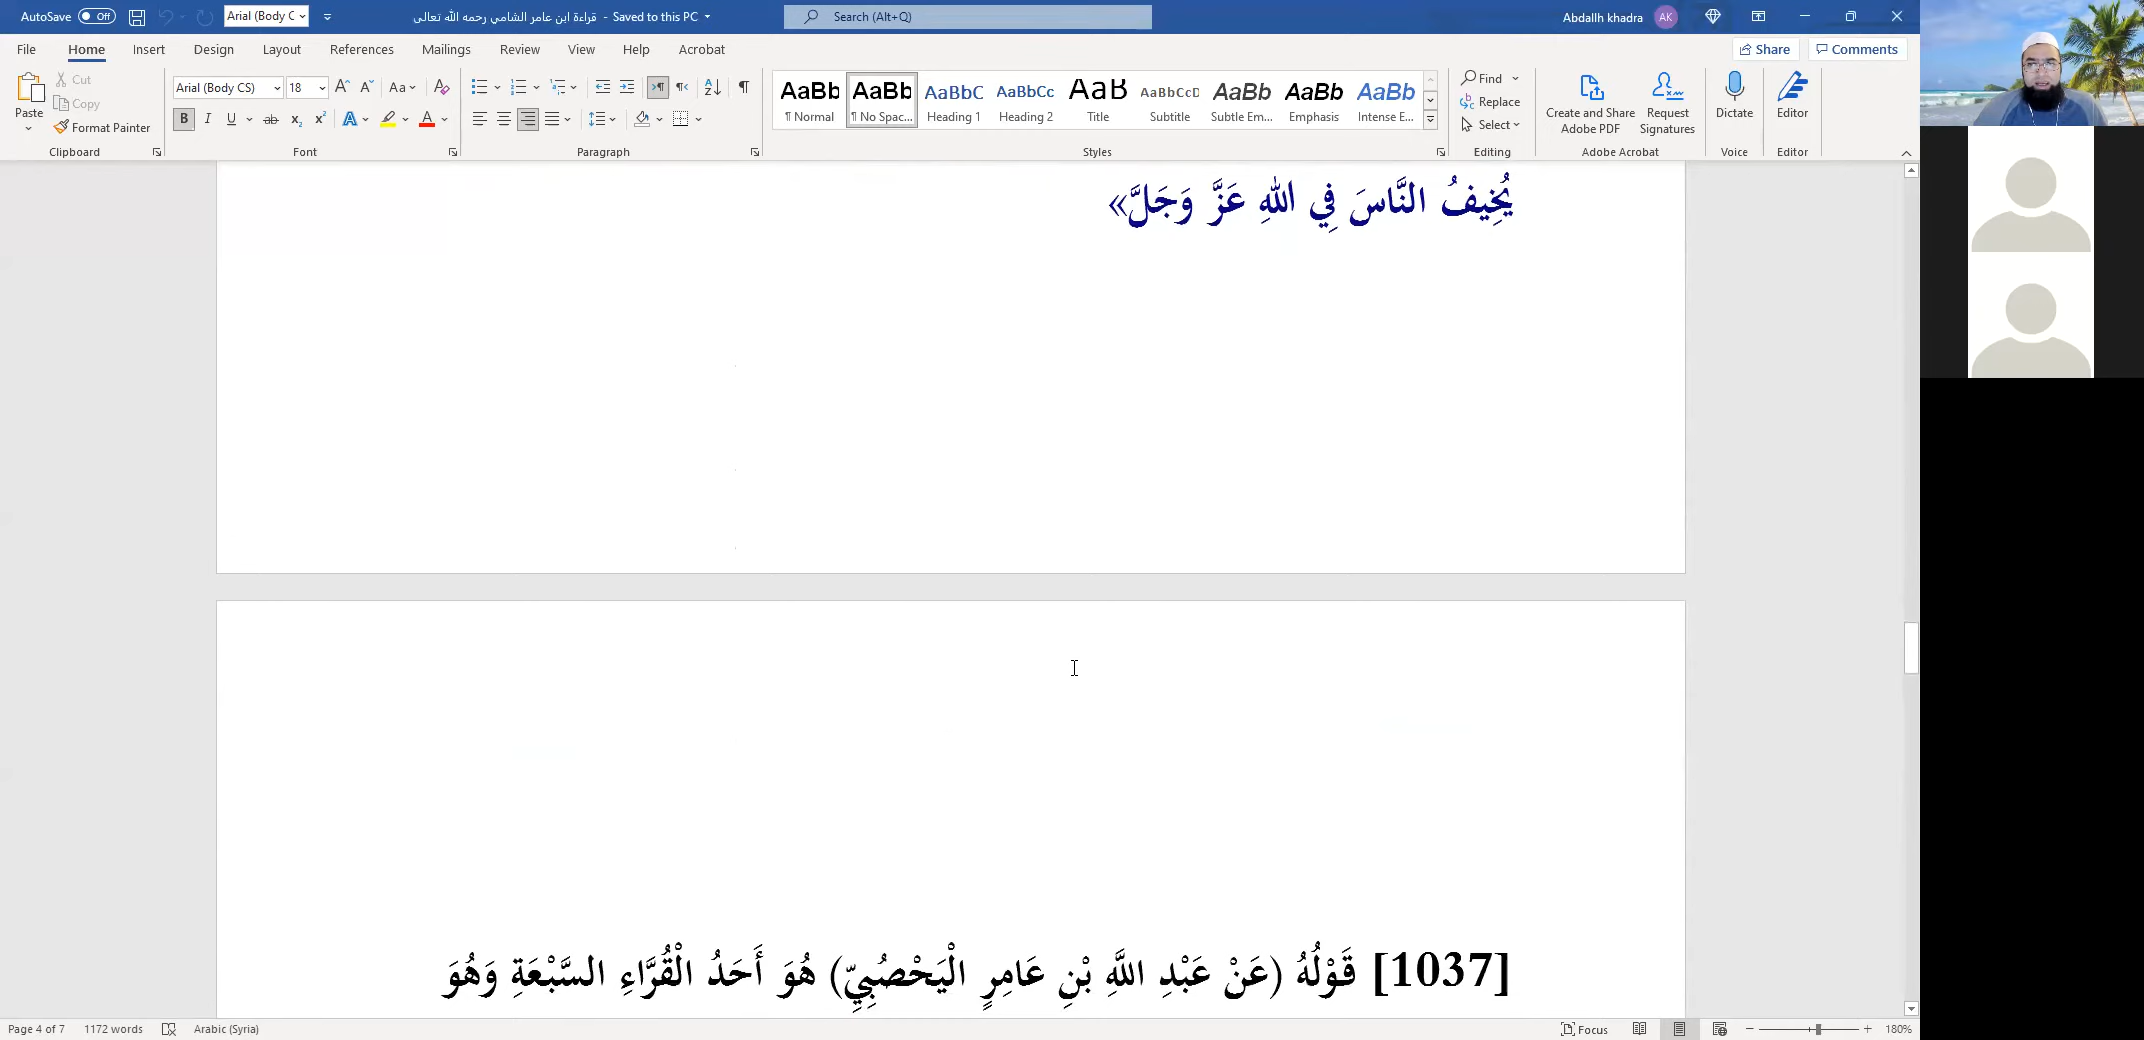 AutoSave Off Arial (Body C قراءة ابن عامر الشامي رحمه الله تعالى - Saved to this PC Search (Alt+Q) Abdallh khadra AK
File Home Insert Design Layout References Mailings Review View Help Acrobat Share Comments
Paste Cut Copy Format Painter
Arial (Body CS) 18
AaBb AaBb AaBbC AaBbCc AaB AaBbCcD AaBb AaBb AaBb
¶ Normal ¶ No Spac... Heading 1 Heading 2 Title Subtitle Subtle Em... Emphasis Intense E...
Find Replace Select
Create and Share Adobe PDF Request Signatures Dictate Editor
Clipboard Font Paragraph Styles Editing Adobe Acrobat Voice Editor
يُخِيفُ النَّاسَ فِي اللهِ عَزَّ وَجَلَّ»
[1037] قَوْلُهُ (عَنْ عَبْدِ اللَّهِ بْنِ عَامِرٍ الْيَحْصُبِيِّ) هُوَ أَحَدُ الْقُرَّاءِ السَّبْعَةِ وَهُوَ
Page 4 of 7 1172 words Arabic (Syria) Focus 180%